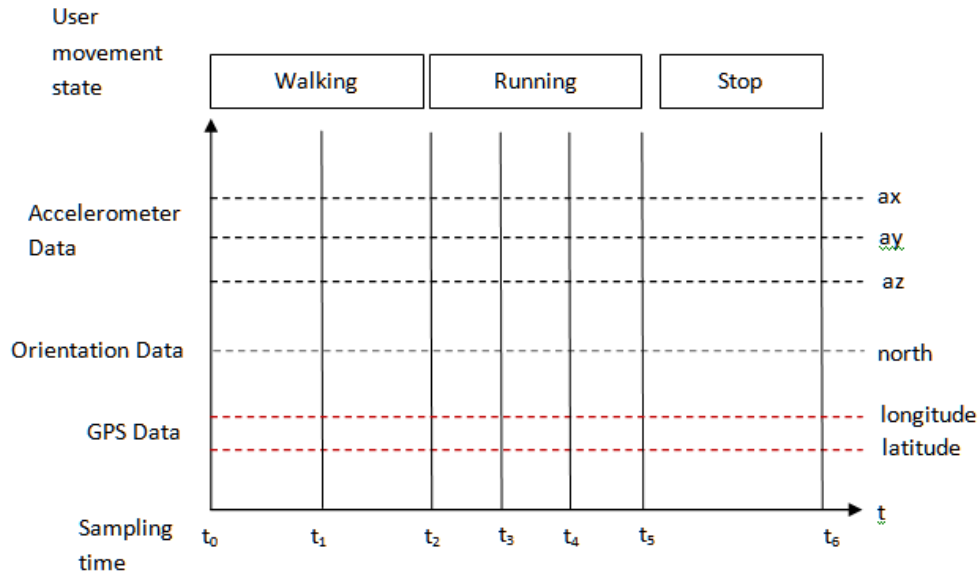 User
movement
state
Walking
Running
Stop
Accelerometer
Data
ax
ay
az
Orientation Data
north
GPS Data
longitude
latitude
t
Sampling
time
t₀
t₁
t₂
t₃
t₄
t₅
t₆